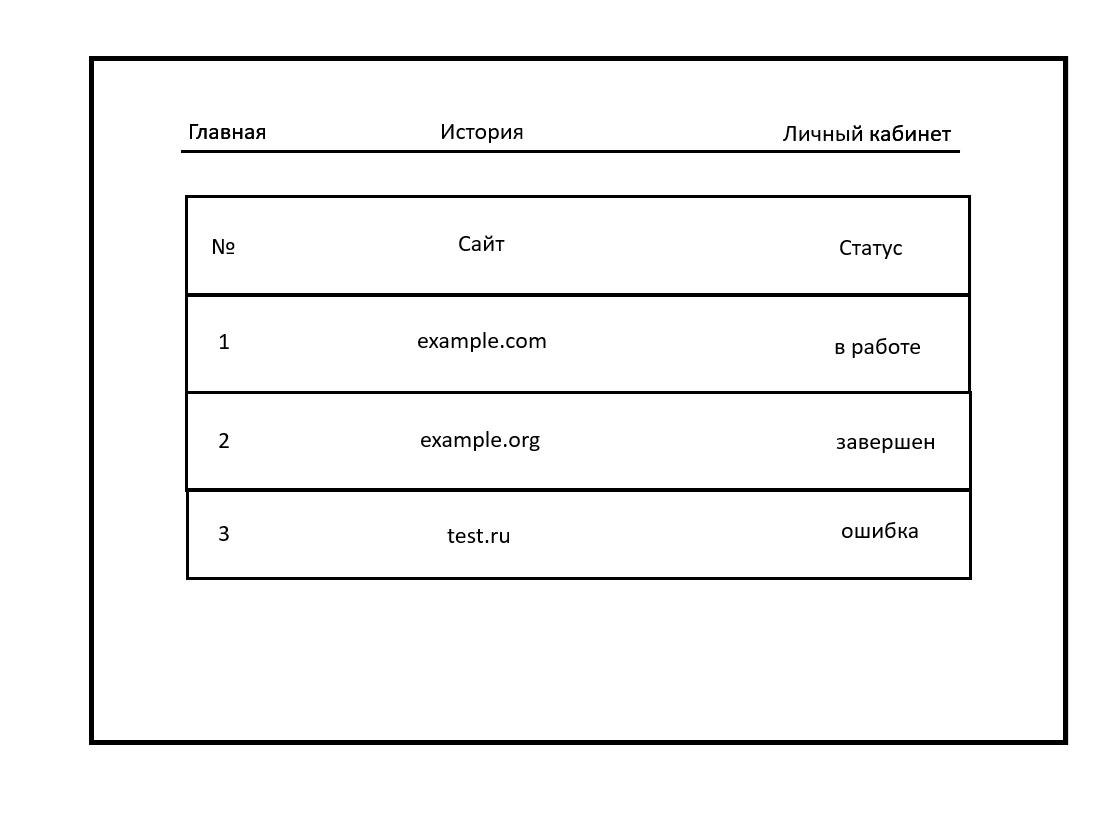 Главная История Личный кабинет
№ Сайт Статус
1 example.com в работе
2 example.org завершен
3 test.ru ошибка